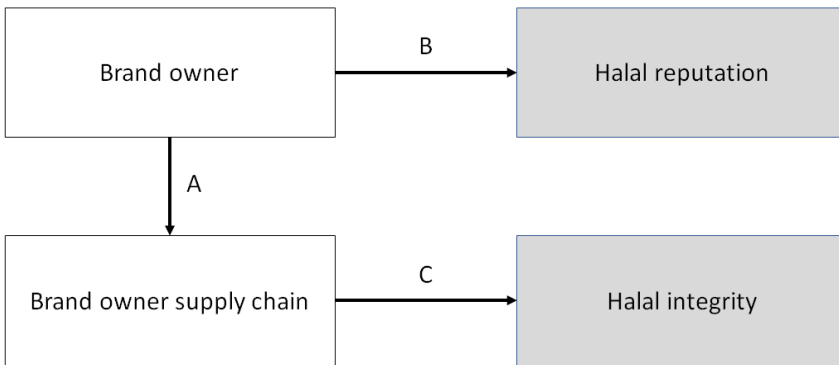 Brand owner
B
Halal reputation
A
Brand owner supply chain
C
Halal integrity